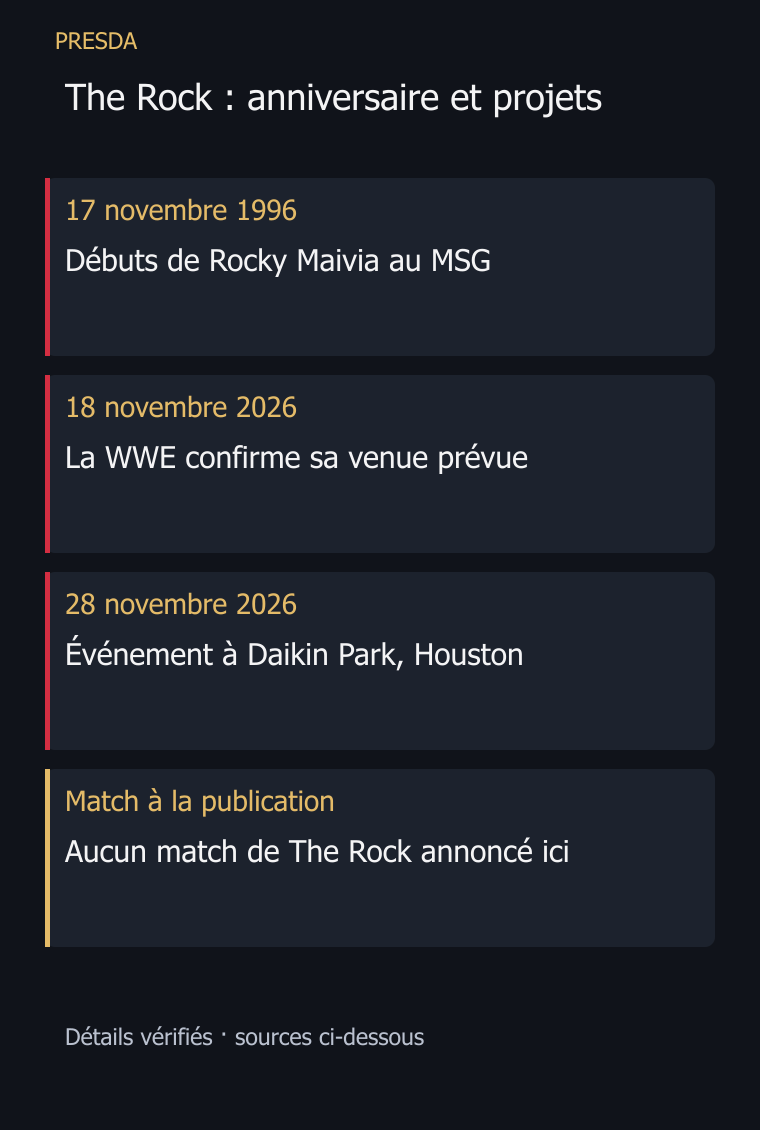 PRESDA
The Rock : anniversaire et projets
17 novembre 1996
Débuts de Rocky Maivia au MSG
18 novembre 2026
La WWE confirme sa venue prévue
28 novembre 2026
Événement à Daikin Park, Houston
Match à la publication
Aucun match de The Rock annoncé ici
Détails vérifiés · sources ci-dessous